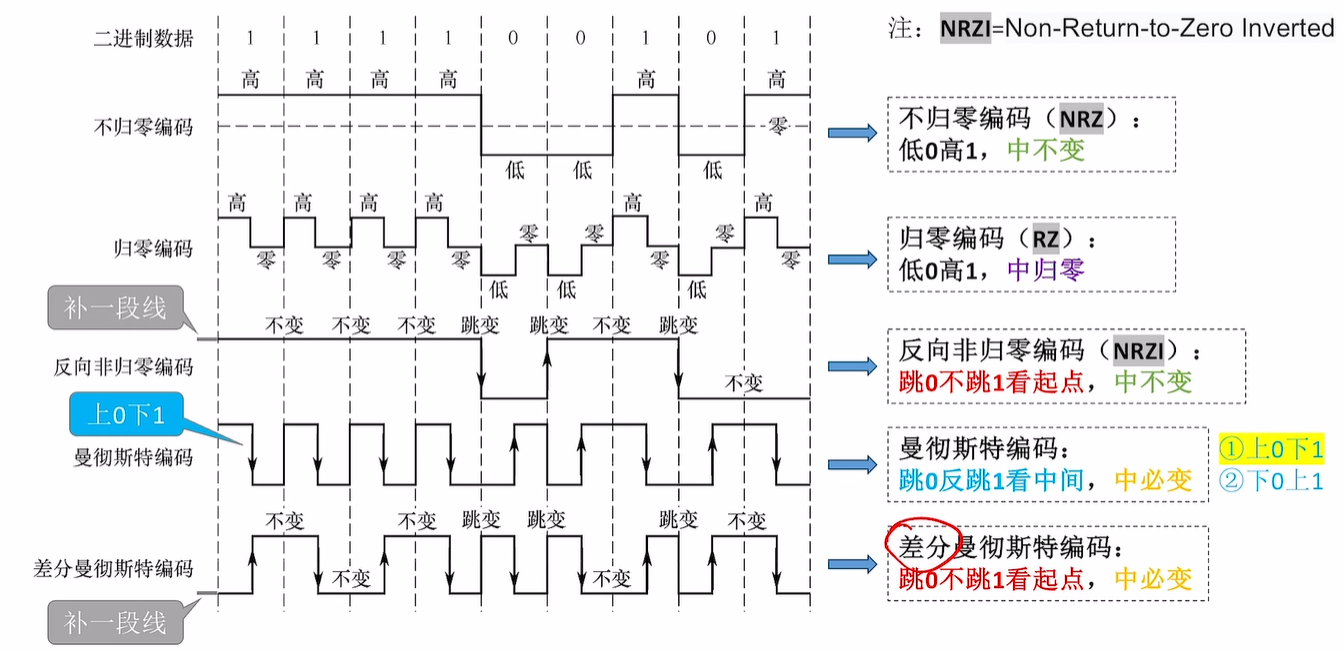 二进制数据 1 1 1 1 0 0 1 0 1
注：NRZI=Non-Return-to-Zero Inverted
高 高 高 高 高 高
不归零编码
零
低 低 低
不归零编码（NRZ）：
低0高1，中不变
高 高 高 高 高 高
零 零 零
归零编码
零 零 零 零 零 零
低 低 低
归零编码（RZ）：
低0高1，中归零
补一段线
不变 不变 不变 跳变 跳变 不变 跳变
反向非归零编码
不变
反向非归零编码（NRZI）：
跳0不跳1看起点，中不变
上0下1
曼彻斯特编码
曼彻斯特编码：
跳0反跳1看中间，中必变
①上0下1
②下0上1
不变 不变 跳变 跳变 跳变 不变
差分曼彻斯特编码
不变 不变
差分曼彻斯特编码：
跳0不跳1看起点，中必变
补一段线